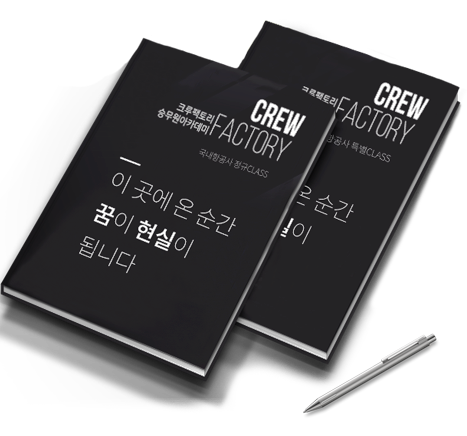 크루팩토리
승무원아카데미
CREW
FACTORY
국내항공사 정규CLASS
이 곳에 온 순간
꿈이 현실이
됩니다
크루팩토리
CREW
FACTORY
항공사 특별CLASS
온 순간
이